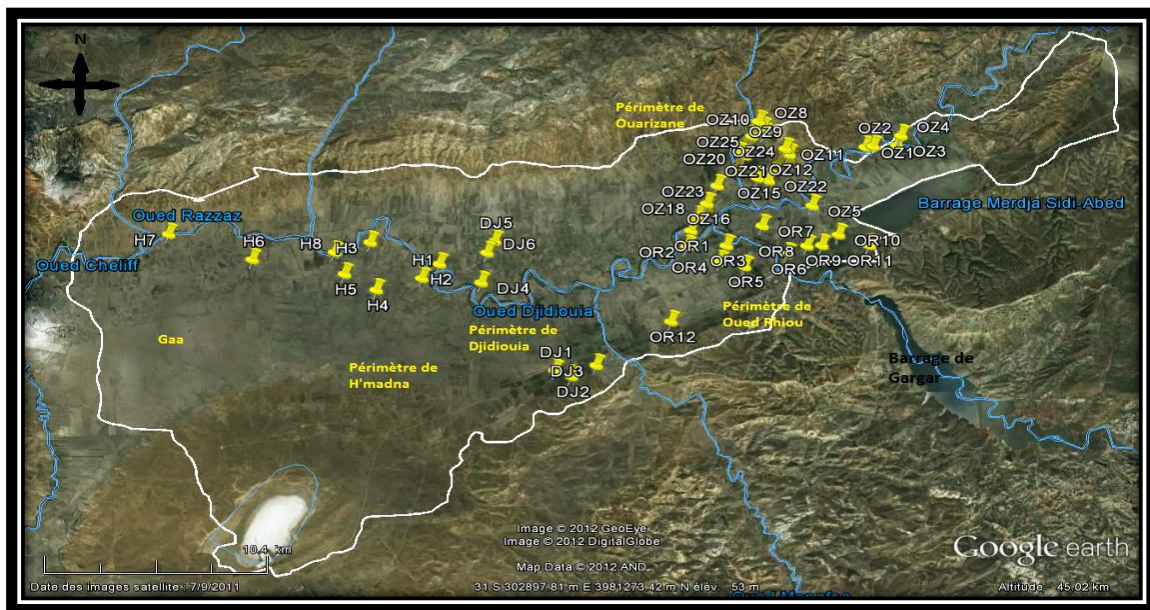 N
Périmètre de
Ouarizane
OZ10
OZ8
OZ9
OZ25
OZ24
OZ20
OZ11
OZ2
OZ4
OZ1
OZ3
OZ21
OZ12
OZ23
OZ15
OZ22
OZ18
OZ16
OZ5
Barrage Merdja Sidi-Abed
Oued Razzaz
H7
H6
H8
H3
DJ5
DJ6
OR2
OR1
OR7
OR10
Oued Cheliff
H1
H2
H5
H4
DJ4
OR4
OR3
OR8
OR9
OR11
OR6
OR5
Oued Djidiouia
Périmètre de
Oued Rhiou
Gaa
Périmètre de
Djidiouia
OR12
Périmètre de
H'madna
DJ1
DJ3
DJ2
Barrage de
Gargar
10.4 km
Image © 2012 GeoEye
Image © 2012 DigitalGlobe
Map Data © 2012 AND
Google earth
Date des images satellite : 7/9/2011
31 S 302897.81 m E 3981273.42 m N élév. 53 m
Altitude 45.02 km